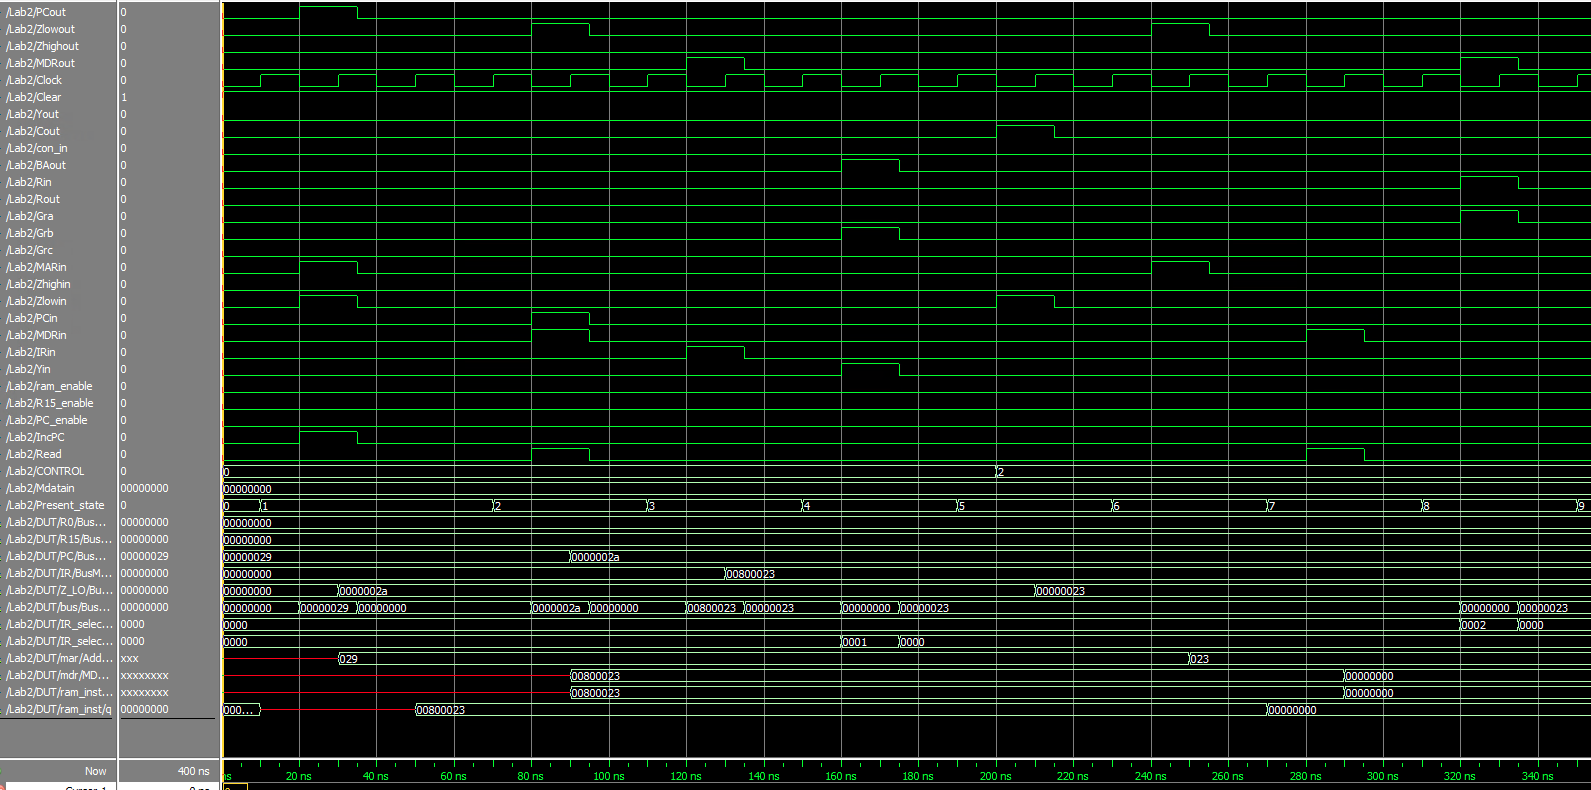 /Lab2/PCout 0
/Lab2/Zlowout 0
/Lab2/Zhighout 0
/Lab2/MDRout 0
/Lab2/Clock 0
/Lab2/Clear 1
/Lab2/Yout 0
/Lab2/Cout 0
/Lab2/con_in 0
/Lab2/BAout 0
/Lab2/Rin 0
/Lab2/Rout 0
/Lab2/Gra 0
/Lab2/Grb 0
/Lab2/Grc 0
/Lab2/MARin 0
/Lab2/Zhighin 0
/Lab2/Zlowin 0
/Lab2/PCin 0
/Lab2/MDRin 0
/Lab2/IRin 0
/Lab2/Yin 0
/Lab2/ram_enable 0
/Lab2/R15_enable 0
/Lab2/PC_enable 0
/Lab2/IncPC 0
/Lab2/Read 0
/Lab2/CONTROL 0 0 2
/Lab2/Mdatain 00000000 00000000
/Lab2/Present_state 0 0 1 2 3 4 5 6 7 8 9
/Lab2/DUT/R0/Bus... 00000000 00000000
/Lab2/DUT/R15/Bus... 00000000 00000000
/Lab2/DUT/PC/Bus... 00000029 00000029 0000002a
/Lab2/DUT/IR/BusM... 00000000 00000000 00800023
/Lab2/DUT/Z_LO/Bu... 00000000 00000000 0000002a 00000023
/Lab2/DUT/bus/Bus... 00000000 00000000 00000029 00000000 0000002a 00000000 00800023 00000023 00000000 00000023 00000000 00000023
/Lab2/DUT/IR_selec... 0000 0000 0002 0000
/Lab2/DUT/IR_selec... 0000 0000 0001 0000
/Lab2/DUT/mar/Add... xxx 029 023
/Lab2/DUT/mdr/MD... xxxxxxxx 00800023 00000000
/Lab2/DUT/ram_inst... xxxxxxxx 00800023 00000000
/Lab2/DUT/ram_inst/q 00000000 000... 00800023 00000000
Now 400 ns ns 20 ns 40 ns 60 ns 80 ns 100 ns 120 ns 140 ns 160 ns 180 ns 200 ns 220 ns 240 ns 260 ns 280 ns 300 ns 320 ns 340 ns